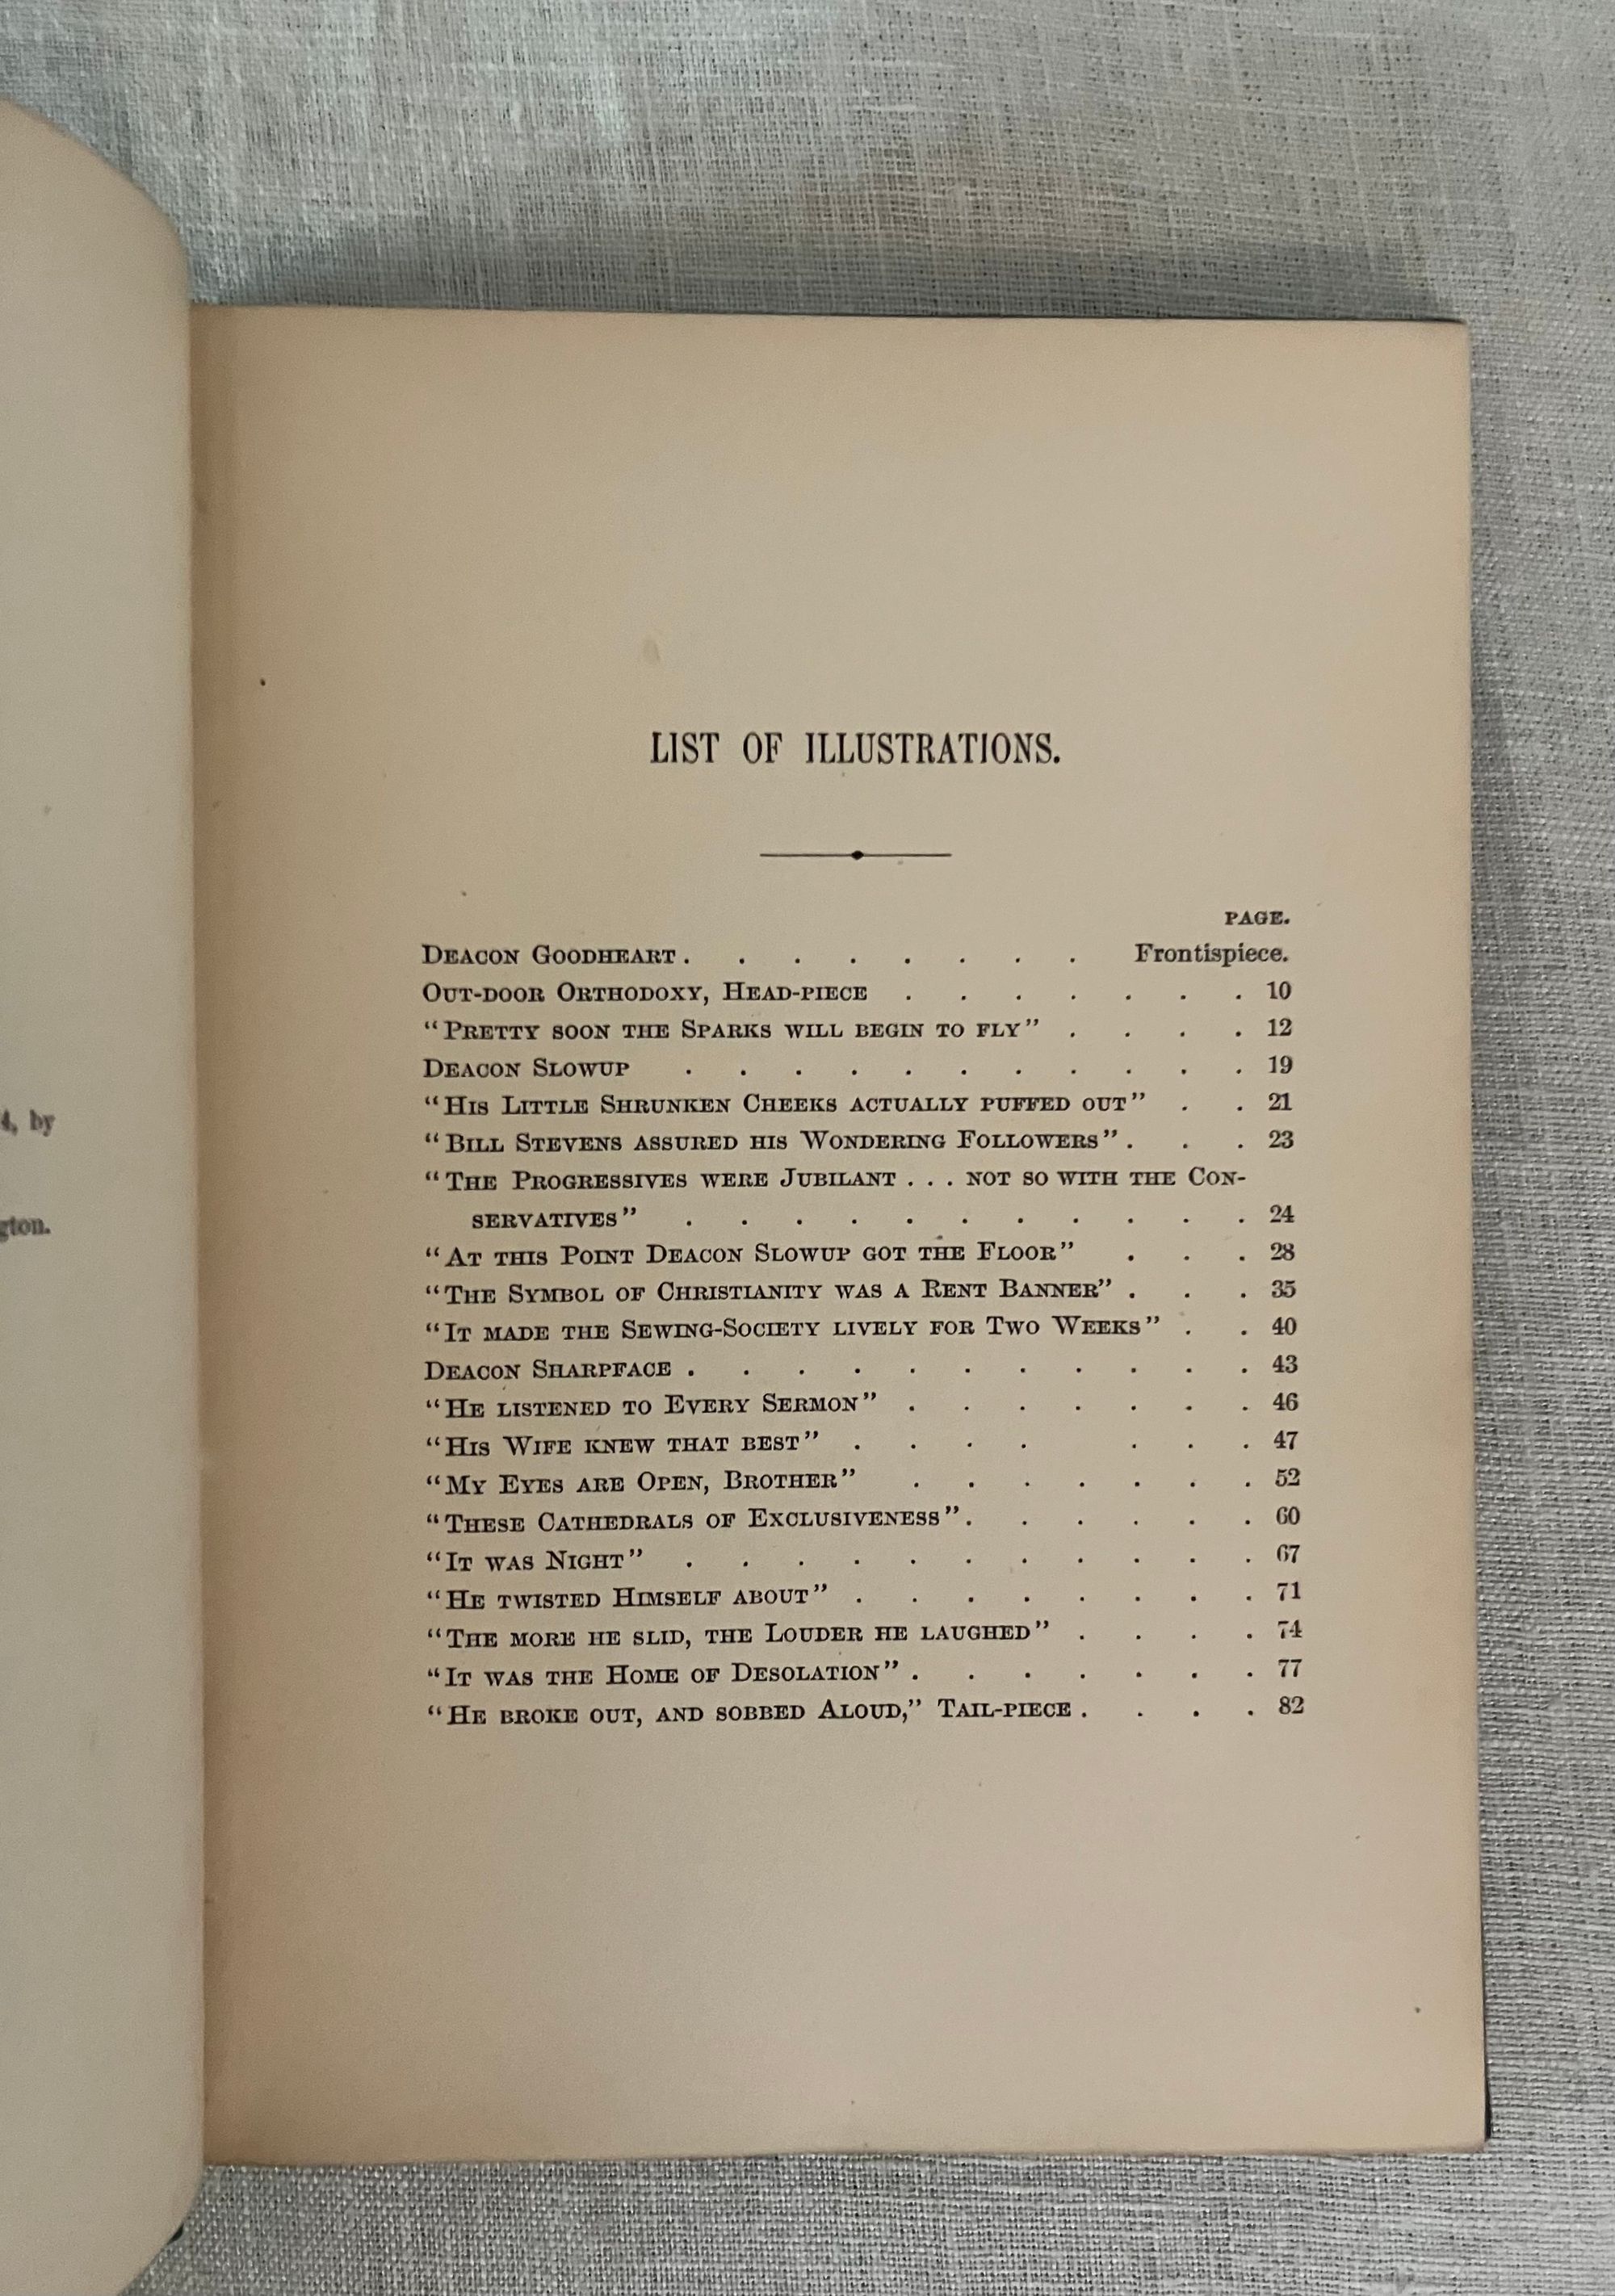 4, by
gton.
LIST OF ILLUSTRATIONS.
PAGE.
DEACON GOODHEART . . . . . . . . Frontispiece.
OUT-DOOR ORTHODOXY, HEAD-PIECE . . . . . . . 10
“PRETTY SOON THE SPARKS WILL BEGIN TO FLY” . . . . 12
DEACON SLOWUP . . . . . . . . . . . 19
“HIS LITTLE SHRUNKEN CHEEKS ACTUALLY PUFFED OUT” . . 21
“BILL STEVENS ASSURED HIS WONDERING FOLLOWERS” . . . 23
“THE PROGRESSIVES WERE JUBILANT . . . NOT SO WITH THE CON-
SERVATIVES” . . . . . . . . . . . 24
“AT THIS POINT DEACON SLOWUP GOT THE FLOOR” . . . 28
“THE SYMBOL OF CHRISTIANITY WAS A RENT BANNER” . . . 35
“IT MADE THE SEWING-SOCIETY LIVELY FOR TWO WEEKS” . . 40
DEACON SHARPFACE . . . . . . . . . . . 43
“HE LISTENED TO EVERY SERMON” . . . . . . . 46
“HIS WIFE KNEW THAT BEST” . . . . . . . 47
“MY EYES ARE OPEN, BROTHER” . . . . . . . 52
“THESE CATHEDRALS OF EXCLUSIVENESS” . . . . . . 60
“IT WAS NIGHT” . . . . . . . . . . . 67
“HE TWISTED HIMSELF ABOUT” . . . . . . . . 71
“THE MORE HE SLID, THE LOUDER HE LAUGHED” . . . . 74
“IT WAS THE HOME OF DESOLATION” . . . . . . . 77
“HE BROKE OUT, AND SOBBED ALOUD,” TAIL-PIECE . . . . 82